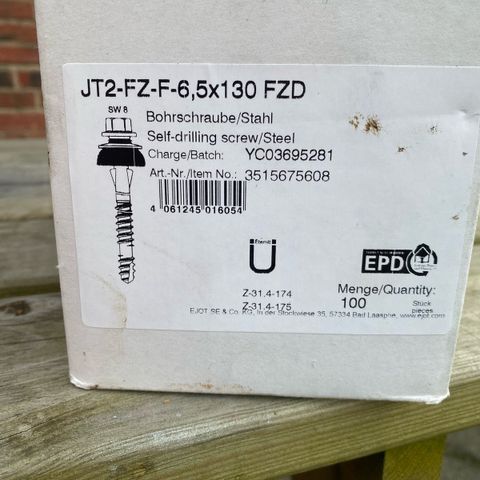 JT2-FZ-F-6,5x130 FZD
SW 8
Bohrschraube/Stahl
Self-drilling screw/Steel
Charge/Batch: YC03695281
Art.-Nr./Item No.: 3515675608
4 061245 016054
EPD
Z-31.4-174
Z-31.4-175
Menge/Quantity:
100 Stück
pieces
EJOT SE & Co. KG, In der Stockwiese 35, 57334 Bad Laasphe, www.ejot.com